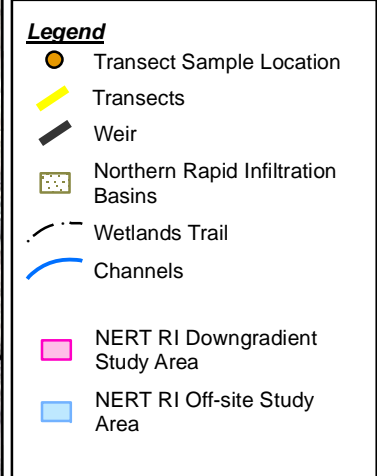 Legend
Transect Sample Location
Transects
Weir
Northern Rapid Infiltration
Basins
Wetlands Trail
Channels
NERT RI Downgradient
Study Area
NERT RI Off-site Study
Area